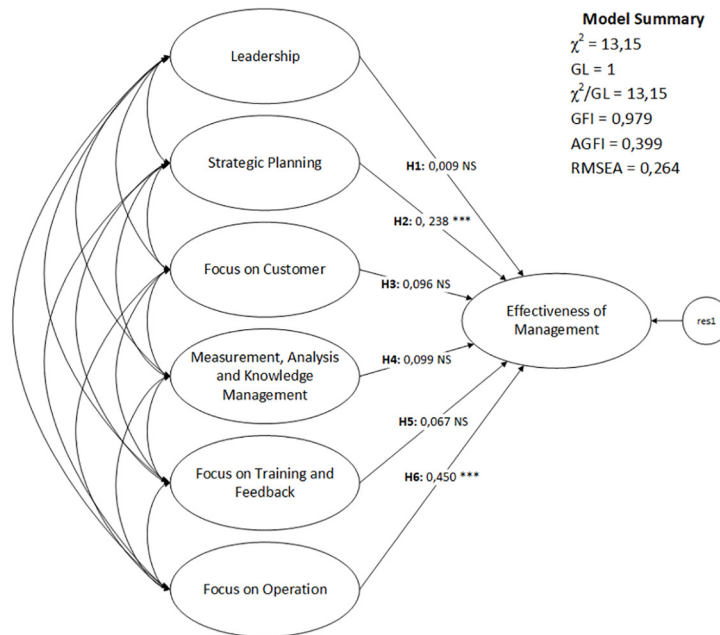 Model Summary
χ² = 13,15
GL = 1
χ²/GL = 13,15
GFI = 0,979
AGFI = 0,399
RMSEA = 0,264
Leadership
Strategic Planning
Focus on Customer
Measurement, Analysis
and Knowledge
Management
Focus on Training and
Feedback
Focus on Operation
H1: 0,009 NS
H2: 0, 238 ***
H3: 0,096 NS
H4: 0,099 NS
H5: 0,067 NS
H6: 0,450 ***
Effectiveness of
Management
res1